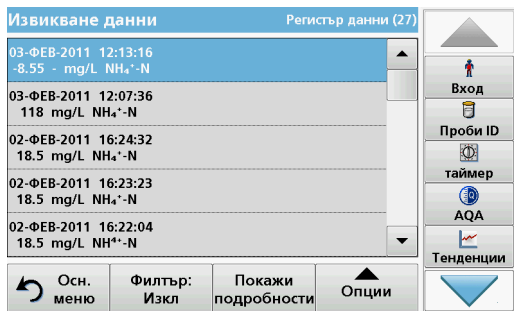 Извикване данни
Регистър данни (27)
03-ФЕВ-2011 12:13:16
-8.55 - mg/L NH₄⁺-N
03-ФЕВ-2011 12:07:36
118 mg/L NH₄⁺-N
02-ФЕВ-2011 16:24:32
18.5 mg/L NH₄⁺-N
02-ФЕВ-2011 16:23:23
18.5 mg/L NH₄⁺-N
02-ФЕВ-2011 16:22:04
18.5 mg/L NH⁴⁺-N
Осн.
меню
Филтър:
Изкл
Покажи
подробности
Опции
Вход
Проби ID
таймер
AQA
Тенденции